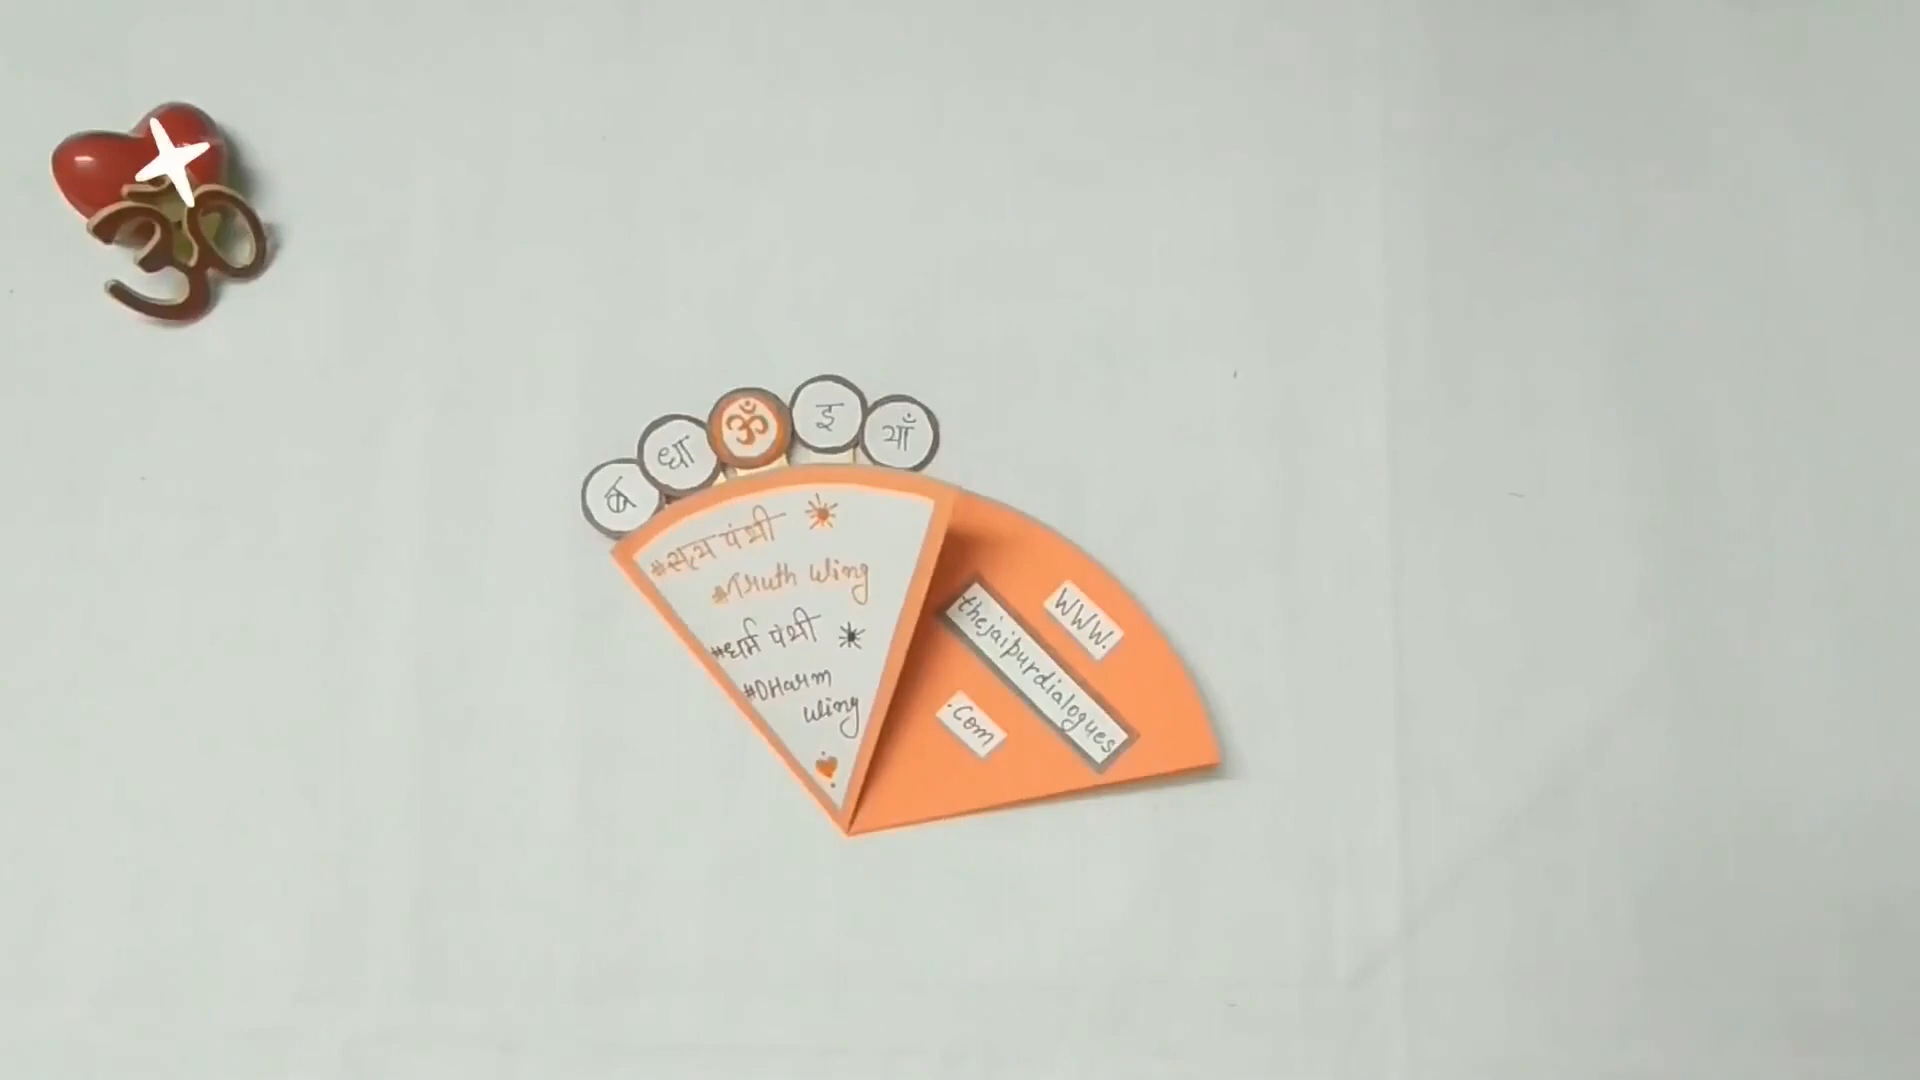 ॐ
ब धा ॐ इ याँ
#सत्य पंथी
#Truth Wing
#धर्म पंथी
#DHarm
Wing
www.
thejaipurdialogues
.com